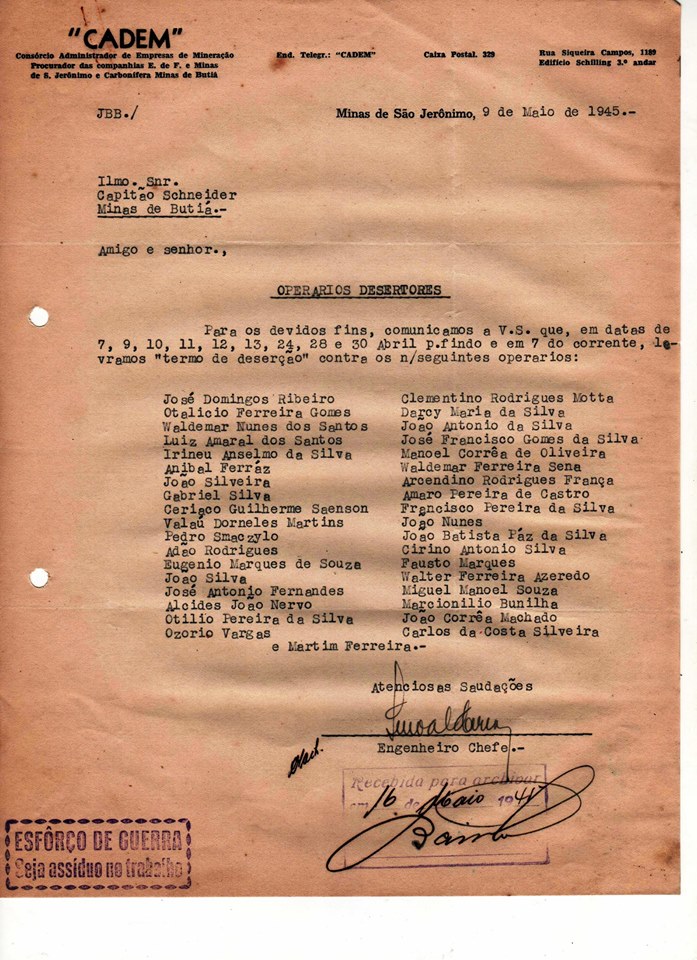 "CADEM"
Consórcio Administrador de Empresas de Mineração
Procurador das companhias E. de F. e Minas
de S. Jerônimo e Carbonífera Minas de Butiá
End. Telegr.: "CADEM"
Caixa Postal. 329
Rua Siqueira Campos, 1189
Edifício Schilling 3.º andar
JBB./
Minas de São Jerônimo, 9 de Maio de 1945.-
Ilmo. Snr.
Capitão Schneider
Minas de Butiá.-
Amigo e senhor.,
OPERARIOS DESERTORES
Para os devidos fins, comunicamos a V.S. que, em datas de
7, 9, 10, 11, 12, 13, 24, 28 e 30 Abril p.findo e em 7 do corrente, la-
vramos "termo de deserção" contra os n/seguintes operarios:
José Domingos Ribeiro
Otalicio Ferreira Gomes
Waldemar Nunes dos Santos
Luiz Amaral dos Santos
Irineu Anselmo da Silva
Anibal Ferráz
João Silveira
Gabriel Silva
Ceriaco Guilherme Saenson
Valaú Dorneles Martins
Pedro Smaczylo
Adão Rodrigues
Eugenio Marques de Souza
João Silva
José Antonio Fernandes
Alcides João Nervo
Otilio Pereira da Silva
Ozorio Vargas
Clementino Rodrigues Motta
Darcy Maria da Silva
João Antonio da Silva
José Francisco Gomes da Silva
Manoel Corrêa de Oliveira
Waldemar Ferreira Sena
Arcendino Rodrigues França
Amaro Pereira de Castro
Francisco Pereira da Silva
João Nunes
João Batista Páz da Silva
Cirino Antonio Silva
Fausto Marques
Walter Ferreira Azeredo
Miguel Manoel Souza
Marcionilio Bunilha
João Corrêa Machado
Carlos da Costa Silveira
e Martim Ferreira.-
Atenciosas Saudações
Engenheiro Chefe.-
Recebida para archivar
em 16 de Maio 194
ESFÔRÇO DE GUERRA
Seja assíduo no trabalho